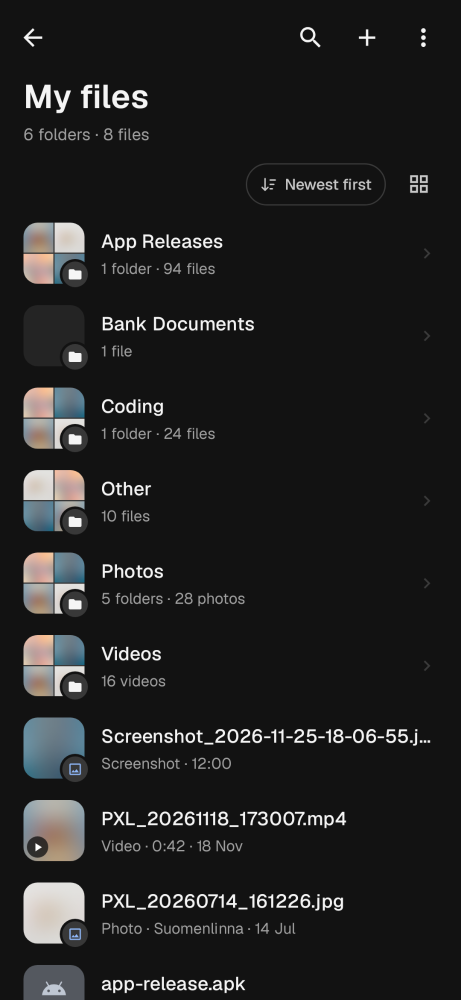 My files
6 folders · 8 files
Newest first
App Releases
1 folder · 94 files
Bank Documents
1 file
Coding
1 folder · 24 files
Other
10 files
Photos
5 folders · 28 photos
Videos
16 videos
Screenshot_2026-11-25-18-06-55.j...
Screenshot · 12:00
PXL_20261118_173007.mp4
Video · 0:42 · 18 Nov
PXL_20260714_161226.jpg
Photo · Suomenlinna · 14 Jul
app-release.apk